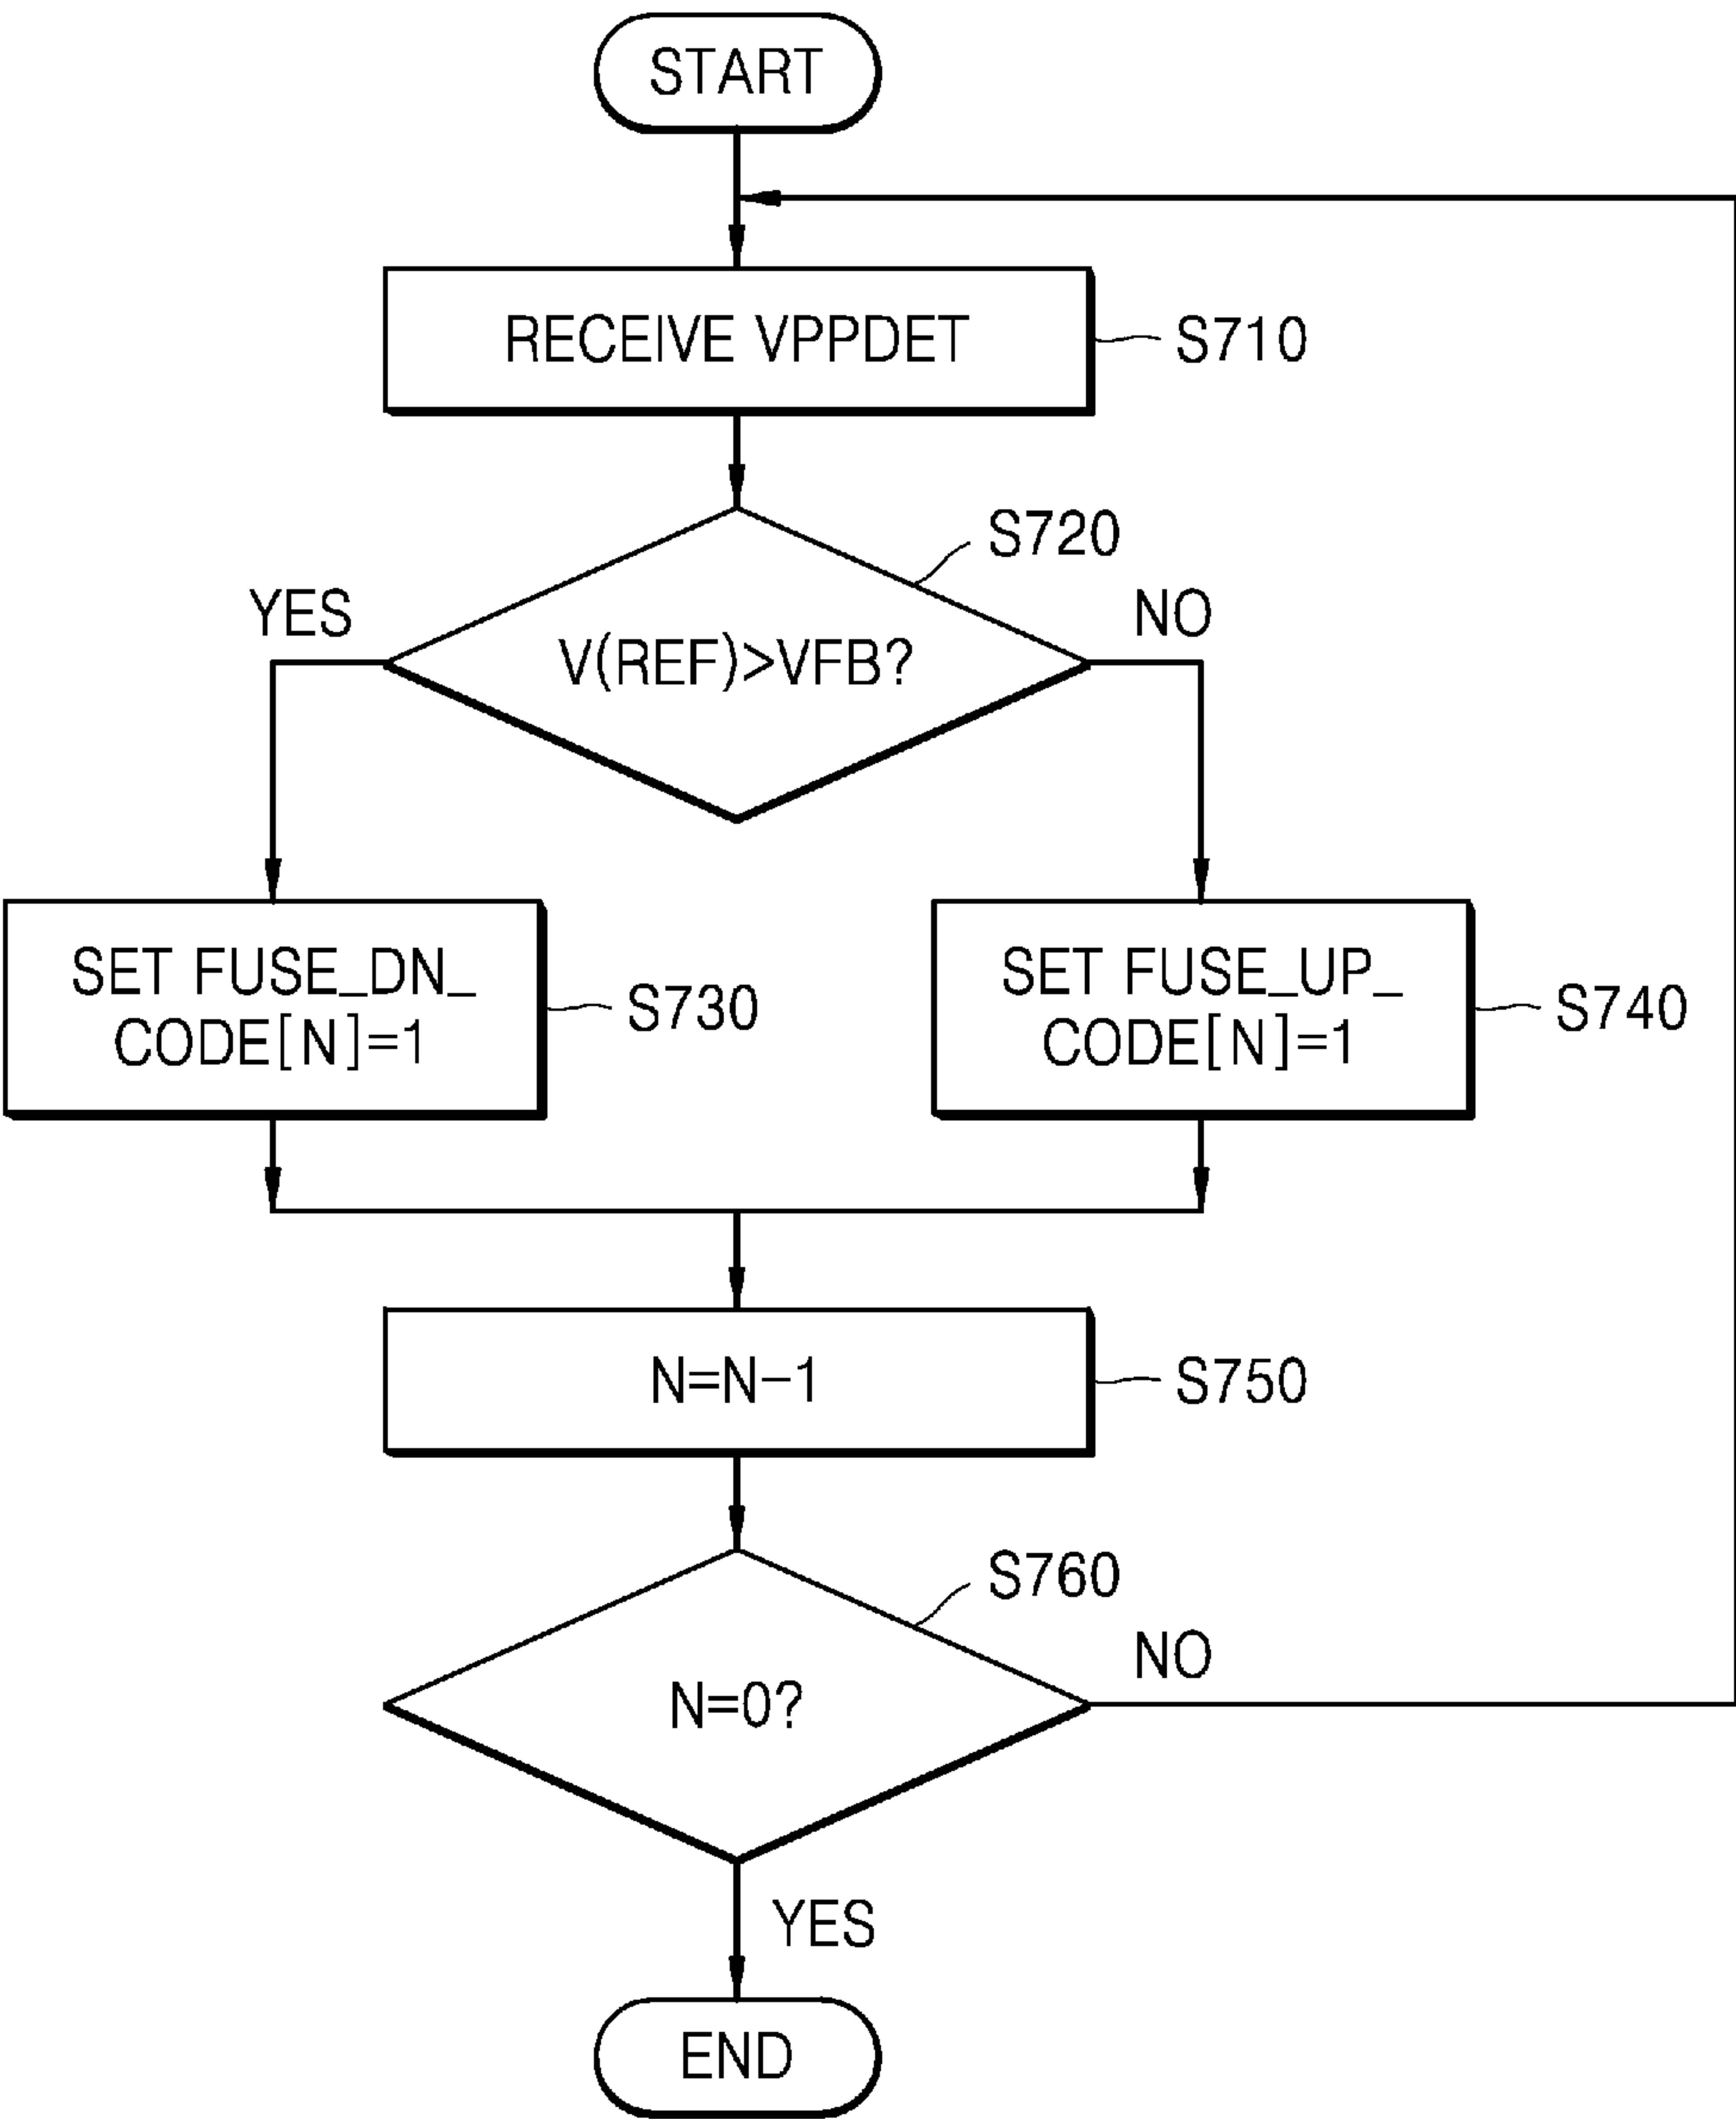 START
RECEIVE VPPDET
S710
S720
YES
NO
V(REF)>VFB?
SET FUSE_DN_
CODE[N]=1
S730
SET FUSE_UP_
CODE[N]=1
S740
N=N-1
S750
S760
NO
N=0?
YES
END